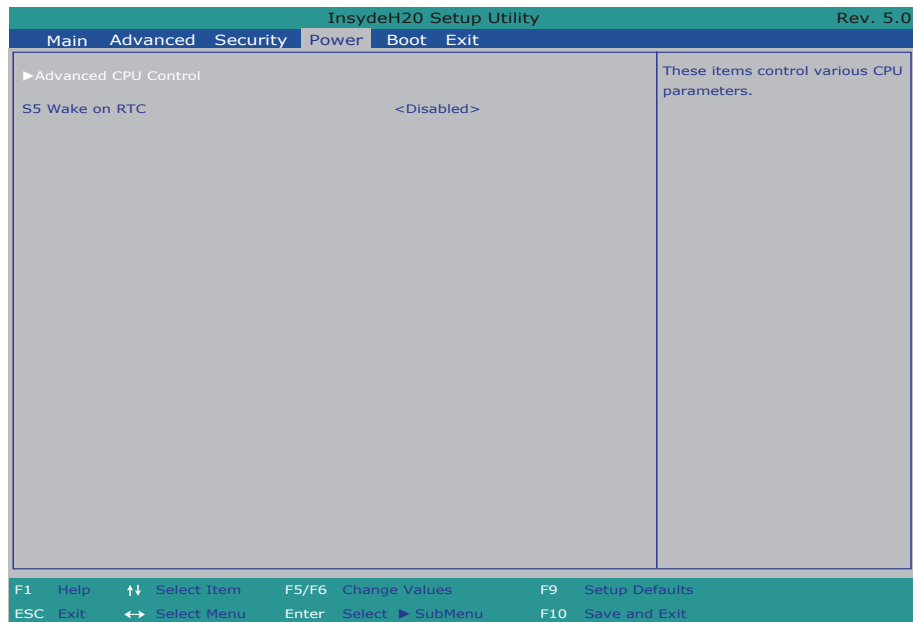 InsydeH20 Setup Utility Rev. 5.0
Main Advanced Security Power Boot Exit
▶Advanced CPU Control
S5 Wake on RTC <Disabled>
These items control various CPU
parameters.
F1 Help ↑↓ Select Item F5/F6 Change Values F9 Setup Defaults
ESC Exit ↔ Select Menu Enter Select ▶ SubMenu F10 Save and Exit